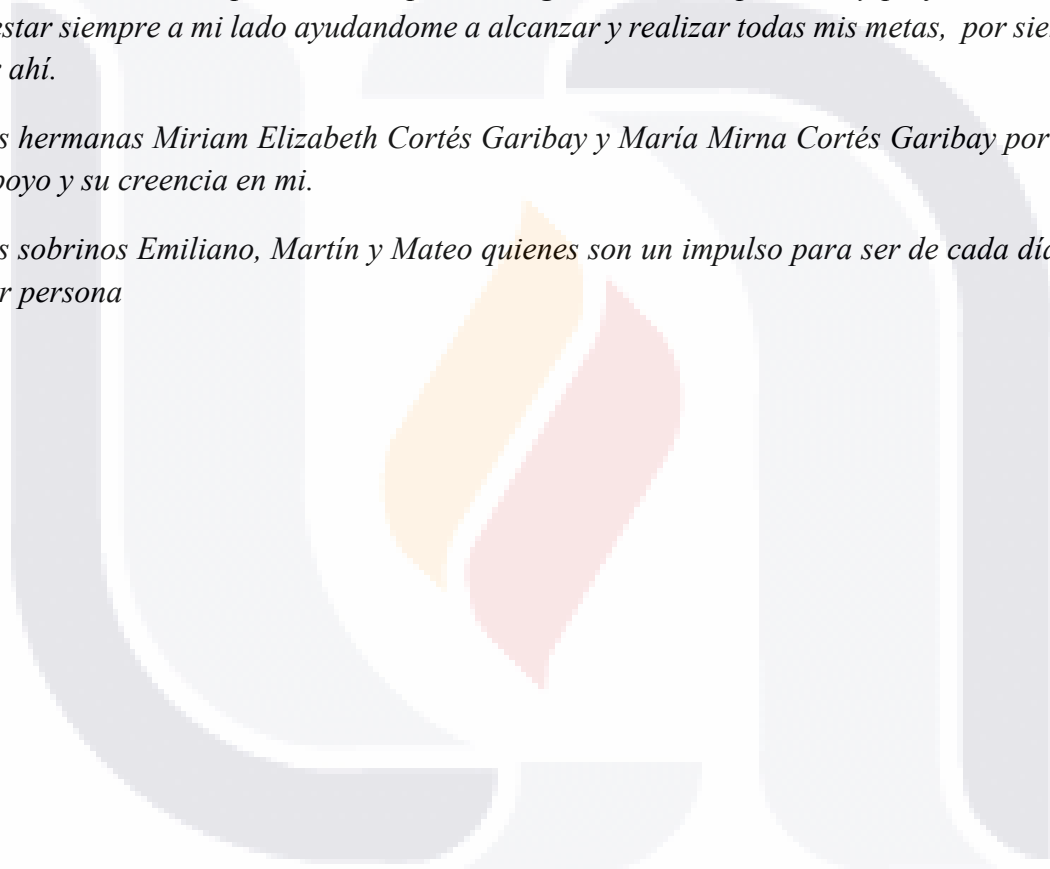 estar siempre a mi lado ayudandome a alcanzar y realizar todas mis metas, por
ahí.
hermanas Miriam Elizabeth Cortés Garibay y María Mirna Cortés Garibay por
poyo y su creencia en mi.
sobrinos Emiliano, Martín y Mateo quienes son un impulso para ser de cada día
r persona